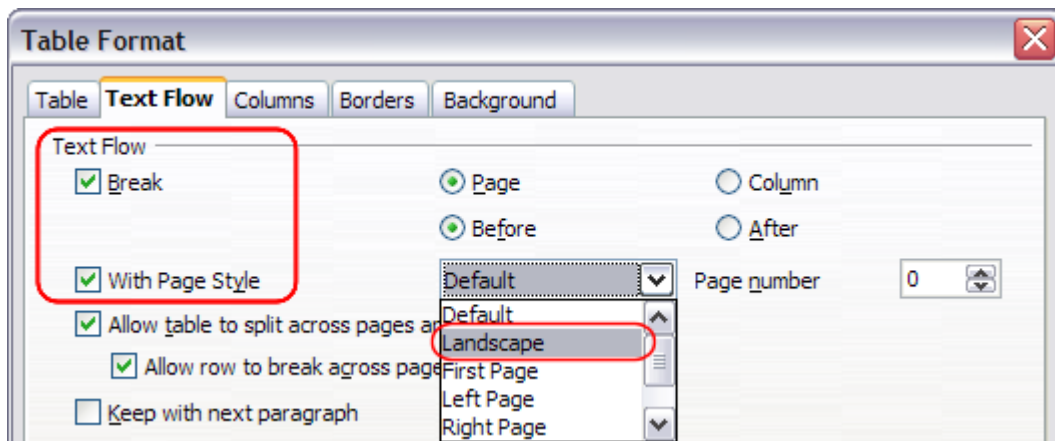 Table Format
Table Text Flow Columns Borders Background
Text Flow
Break Page Column
Before After
With Page Style Default Page number 0
Allow table to split across pages
Default
Landscape
Allow row to break across
First Page
Left Page
Keep with next paragraph
Right Page